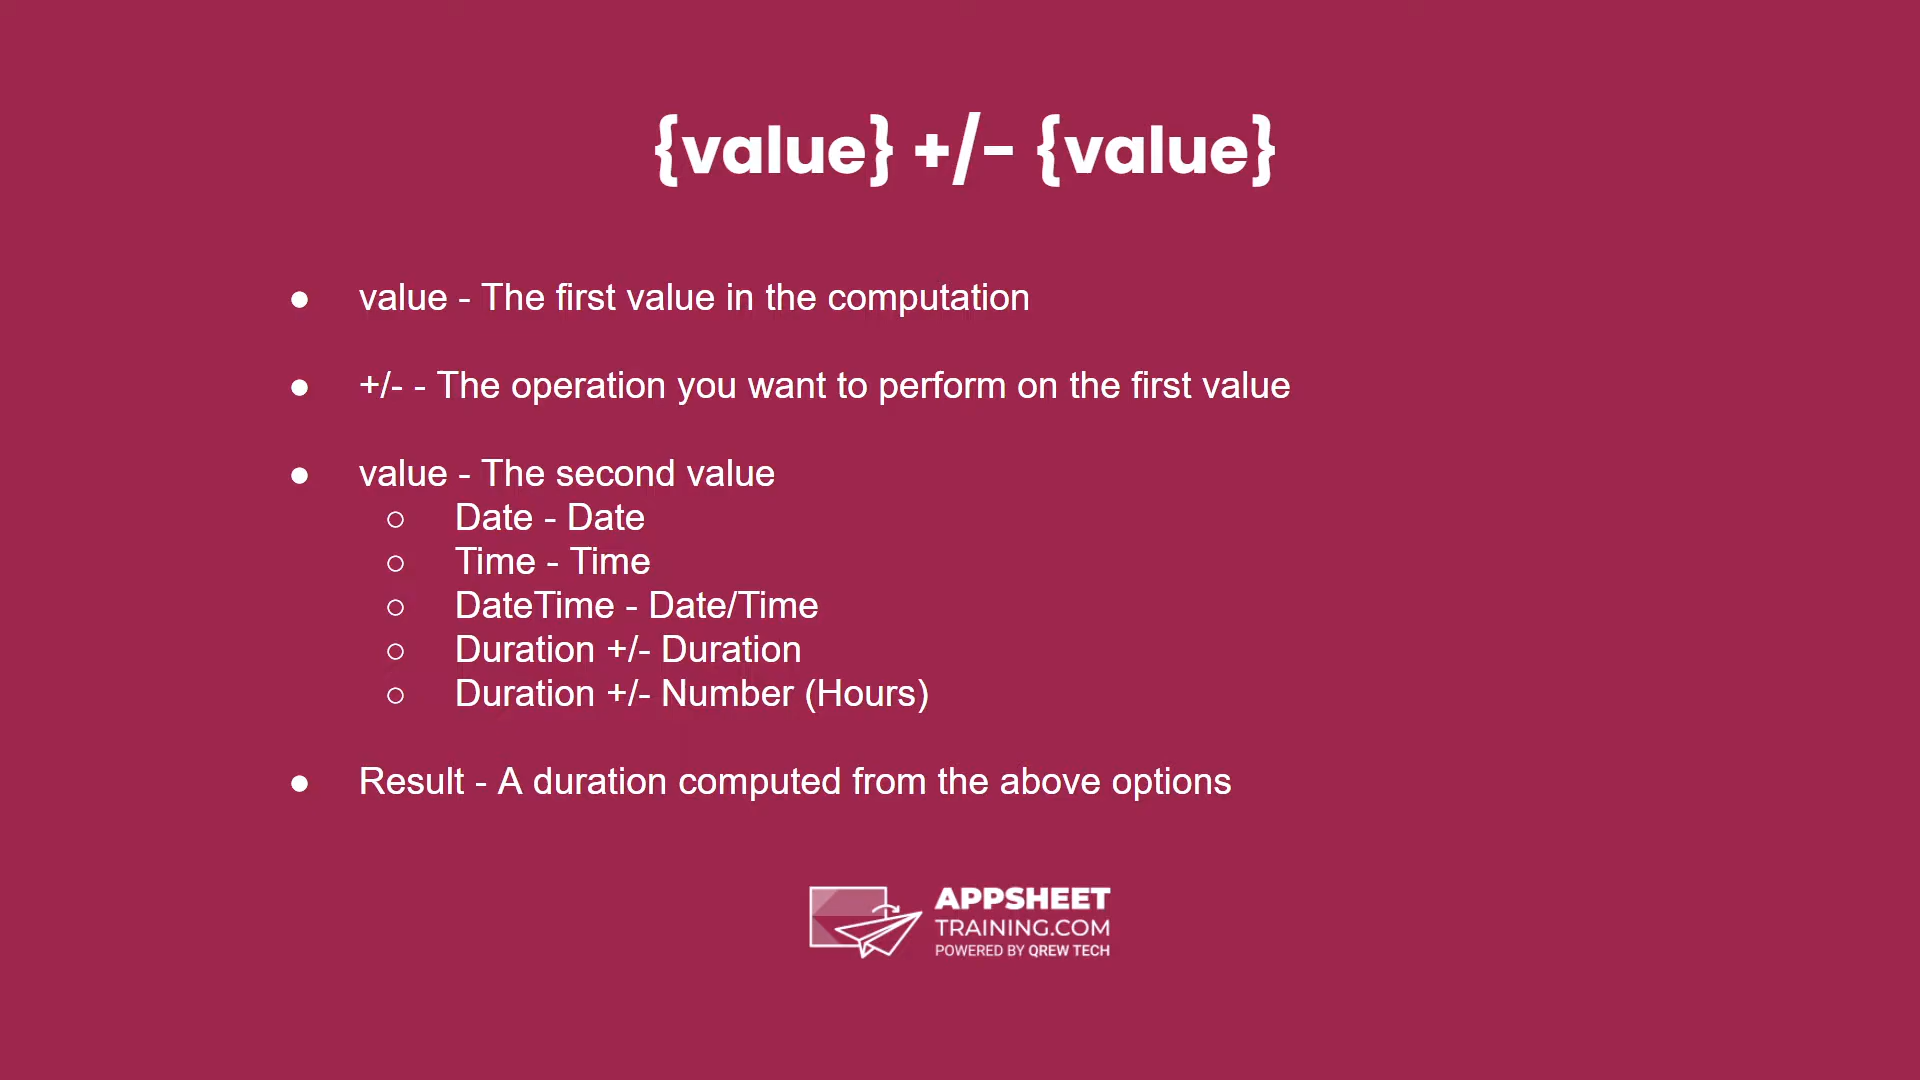 {value} +/- {value}
● value - The first value in the computation
● +/- - The operation you want to perform on the first value
● value - The second value
○ Date - Date
○ Time - Time
○ DateTime - Date/Time
○ Duration +/- Duration
○ Duration +/- Number (Hours)
● Result - A duration computed from the above options
APPSHEET
TRAINING.COM
POWERED BY QREW TECH